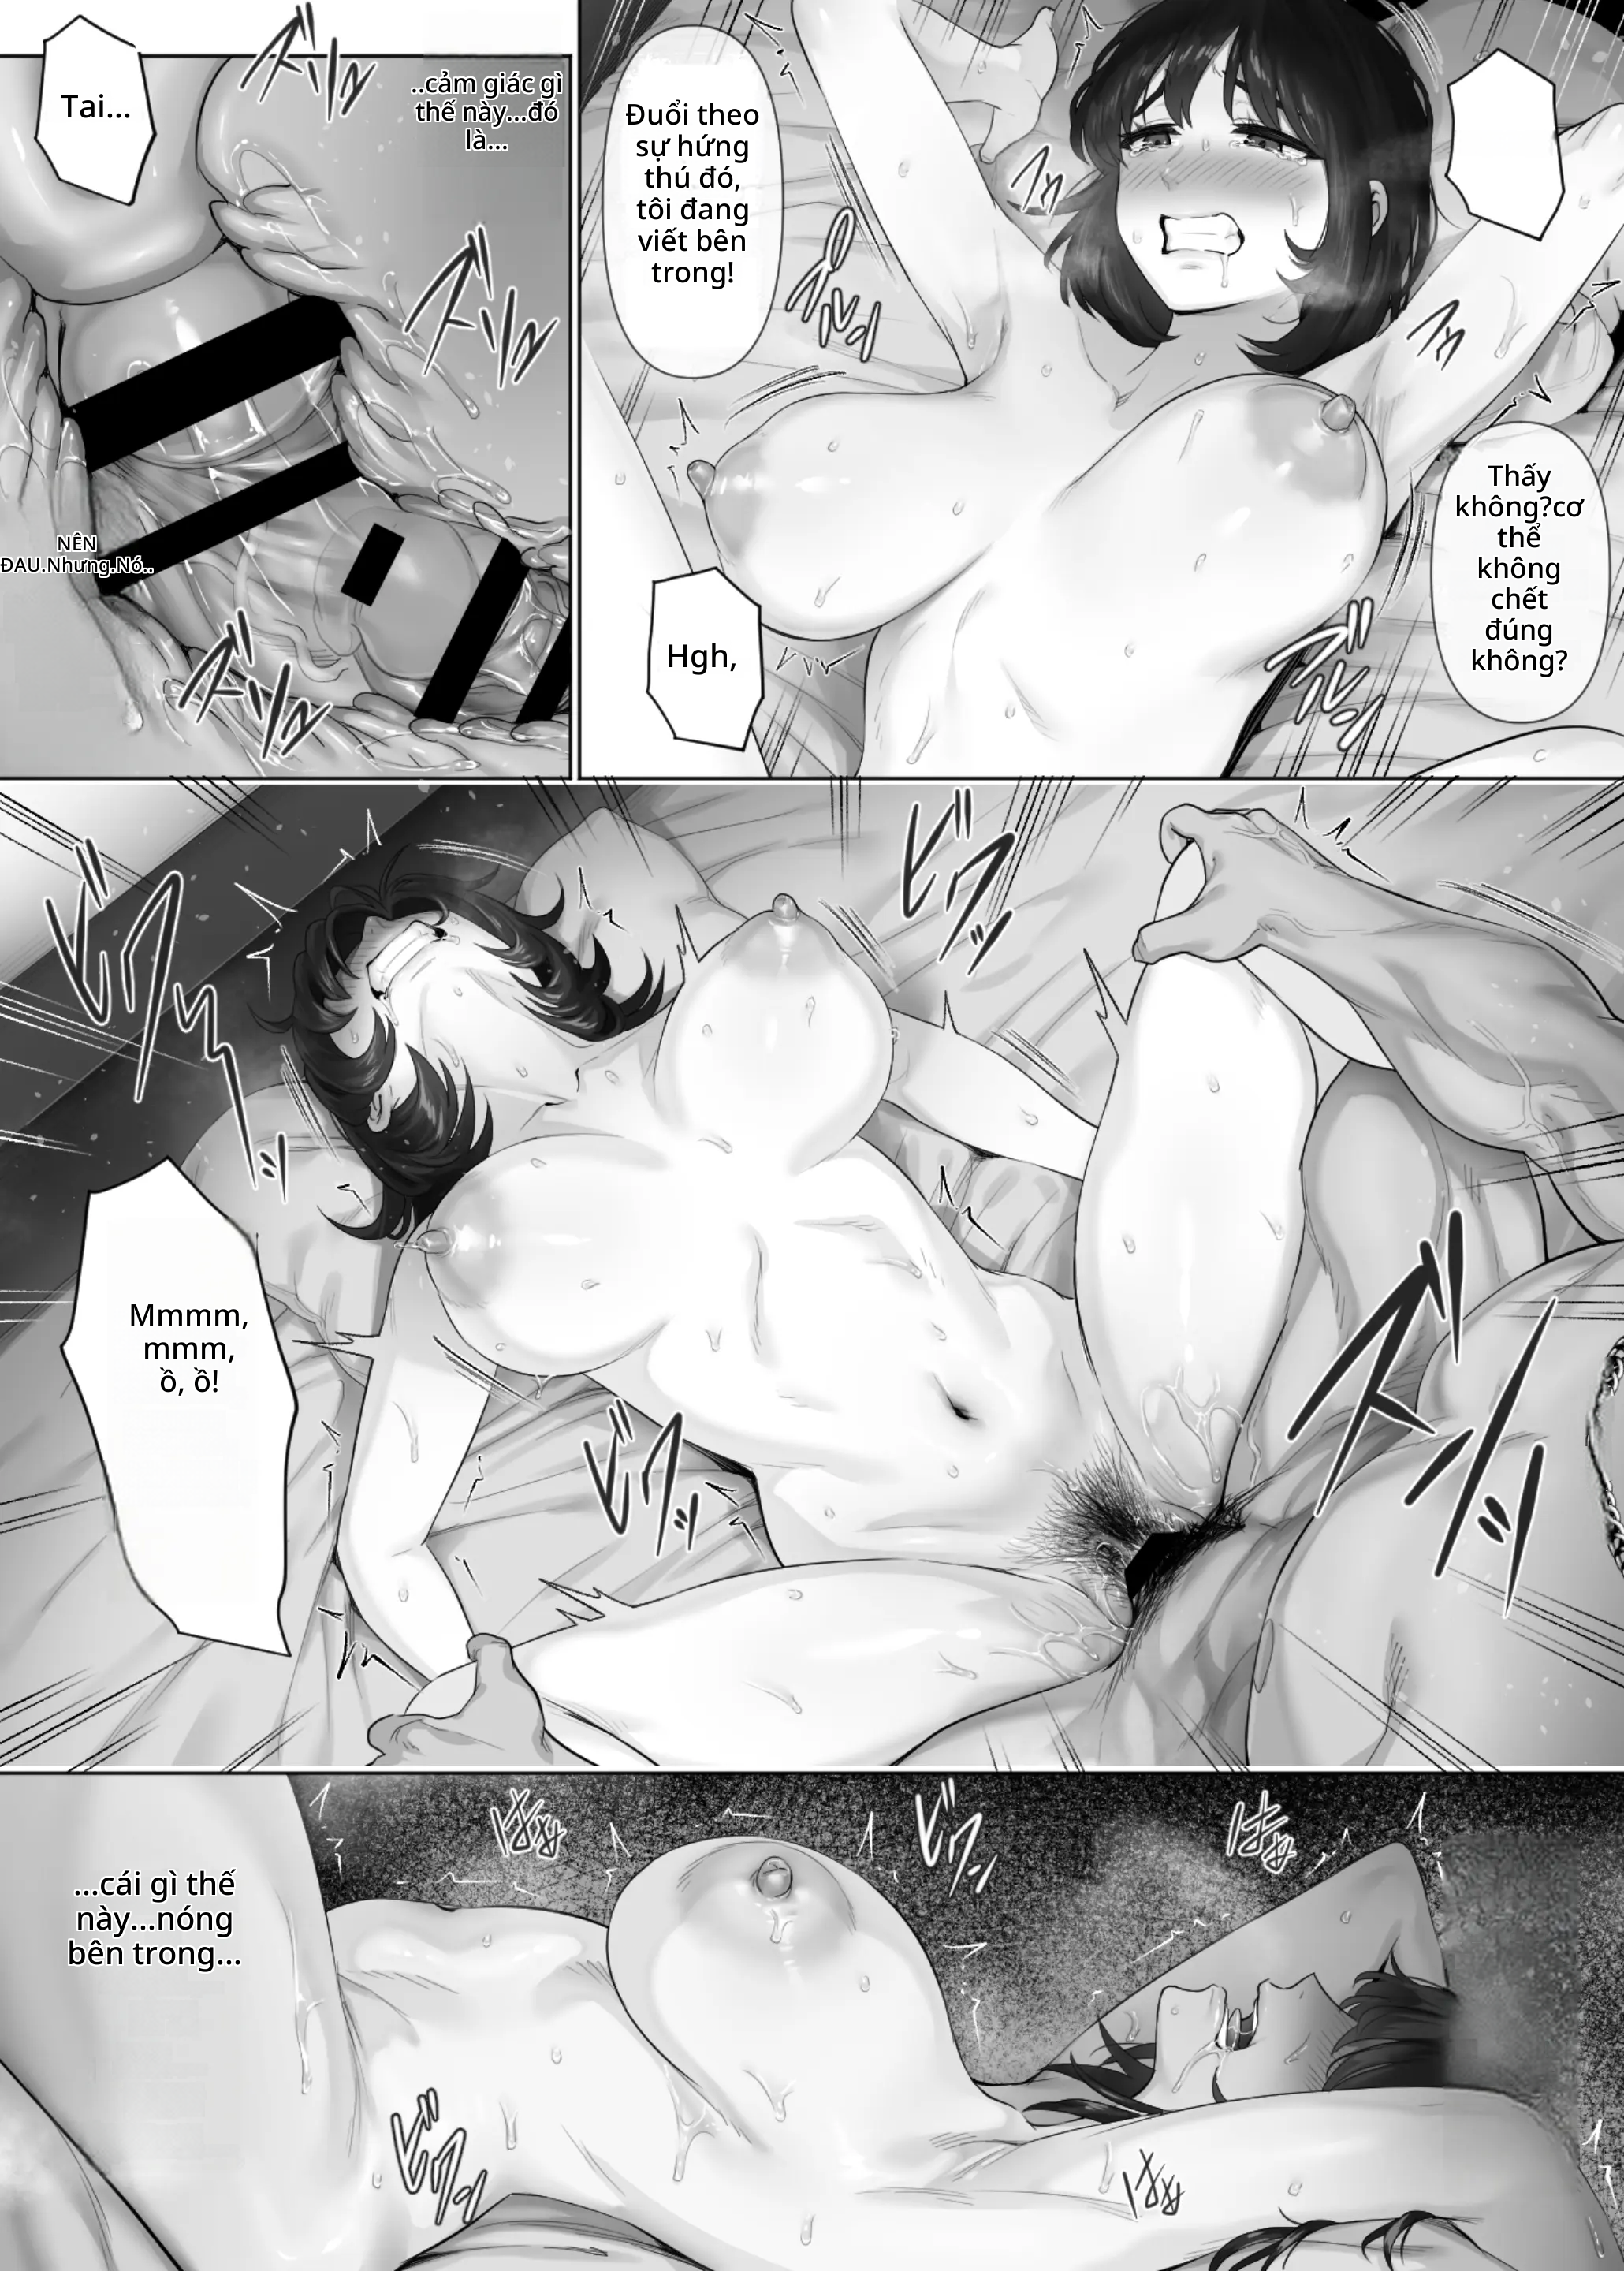 Đuổi theo
sự hứng
thú đó,
tôi đang
viết bên
trong!
Thấy
không?cơ
thể
không
chết
đúng
không?
Hgh,
Tai...
..cảm giác gì
thế này...đó
là...
NÊN
ĐAU.Nhưng.Nó..
Mmmm,
mmm,
ồ, ồ!
...cái gì thế
này...nóng
bên trong...